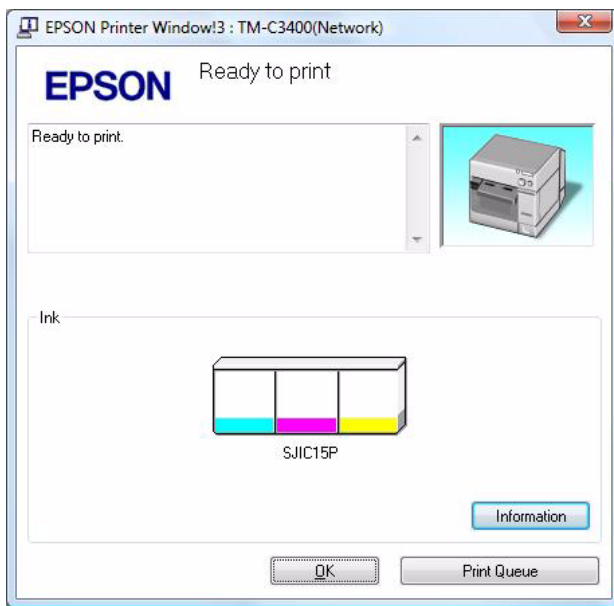 EPSON Printer Window!3 : TM-C3400(Network)
EPSON
Ready to print
Ready to print.
Ink
SJIC15P
Information
OK
Print Queue